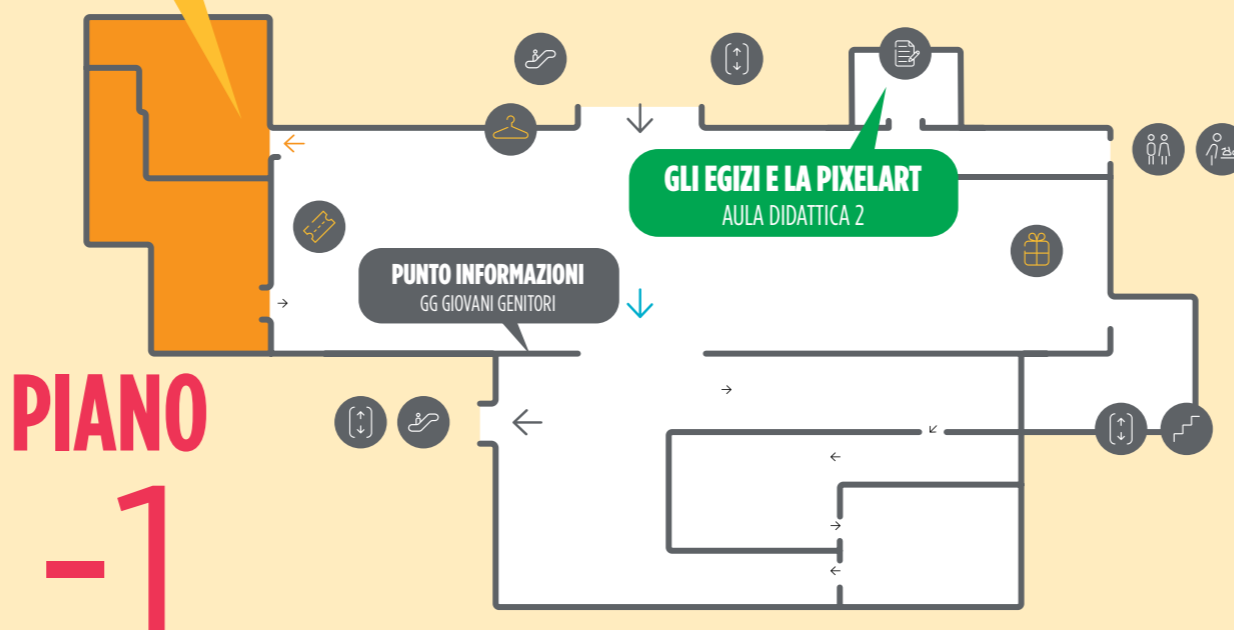 GLI EGIZI E LA PIXELART
AULA DIDATTICA 2
PUNTO INFORMAZIONI
GG GIOVANI GENITORI
PIANO
-1